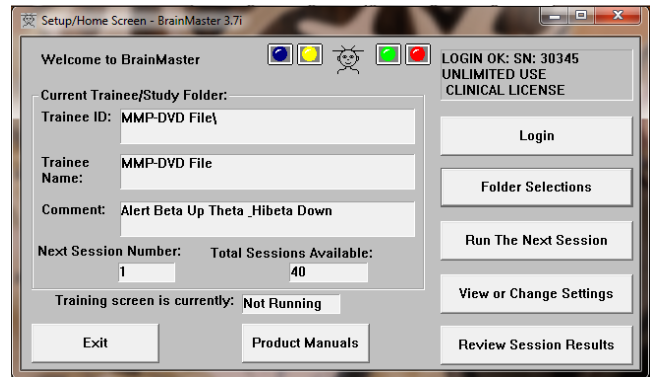 Setup/Home Screen - BrainMaster 3.7i
Welcome to BrainMaster
LOGIN OK: SN: 30345
UNLIMITED USE
CLINICAL LICENSE
Current Trainee/Study Folder:
Trainee ID: MMP-DVD File\
Trainee
Name: MMP-DVD File
Comment: Alert Beta Up Theta _Hibeta Down
Next Session Number: Total Sessions Available:
1 40
Training screen is currently: Not Running
Exit
Product Manuals
Login
Folder Selections
Run The Next Session
View or Change Settings
Review Session Results